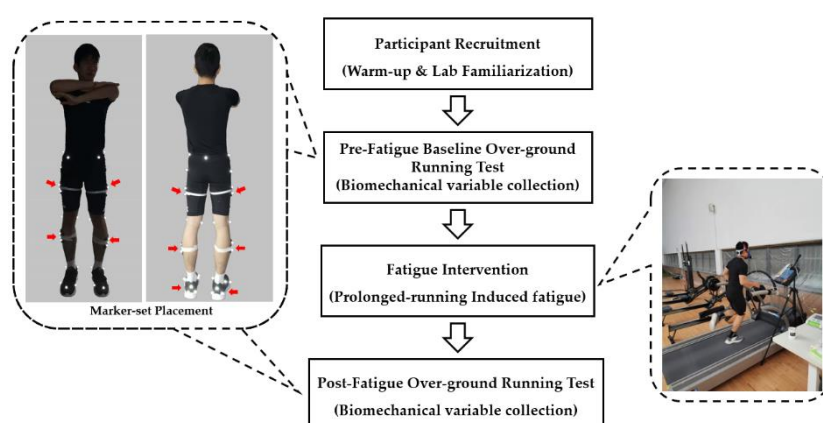 Participant Recruitment
(Warm-up & Lab Familiarization)
Pre-Fatigue Baseline Over-ground
Running Test
(Biomechanical variable collection)
Fatigue Intervention
(Prolonged-running Induced fatigue)
Marker-set Placement
Post-Fatigue Over-ground Running Test
(Biomechanical variable collection)